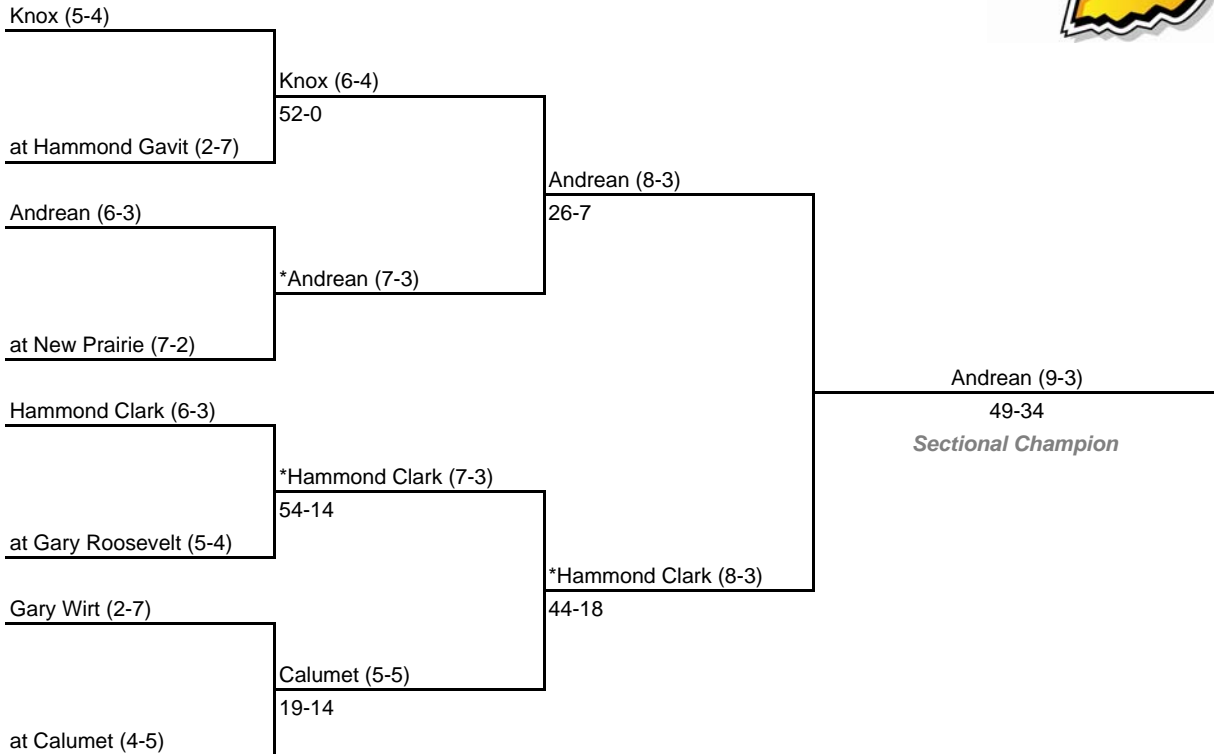 Knox (5-4)
Knox (6-4)
52-0
at Hammond Gavit (2-7)
Andrean (8-3)
26-7
Andrean (6-3)
*Andrean (7-3)
at New Prairie (7-2)
Andrean (9-3)
49-34
Sectional Champion
Hammond Clark (6-3)
*Hammond Clark (7-3)
54-14
at Gary Roosevelt (5-4)
*Hammond Clark (8-3)
44-18
Gary Wirt (2-7)
Calumet (5-5)
19-14
at Calumet (4-5)